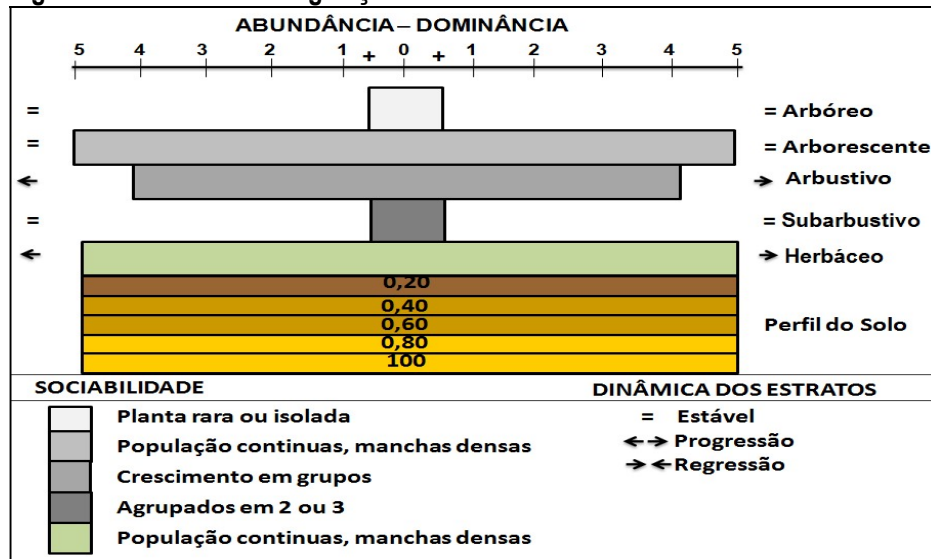 ABUNDÂNCIA – DOMINÂNCIA
5 4 3 2 1 + 0 + 1 2 3 4 5
= = Arbóreo
= = Arborescente
← → Arbustivo
= = Subarbustivo
← → Herbáceo
0,20
0,40
0,60
Perfil do Solo
0,80
100
SOCIABILIDADE
Planta rara ou isolada
População continuas, manchas densas
Crescimento em grupos
Agrupados em 2 ou 3
População continuas, manchas densas
DINÂMICA DOS ESTRATOS
= Estável
←→ Progressão
→← Regressão